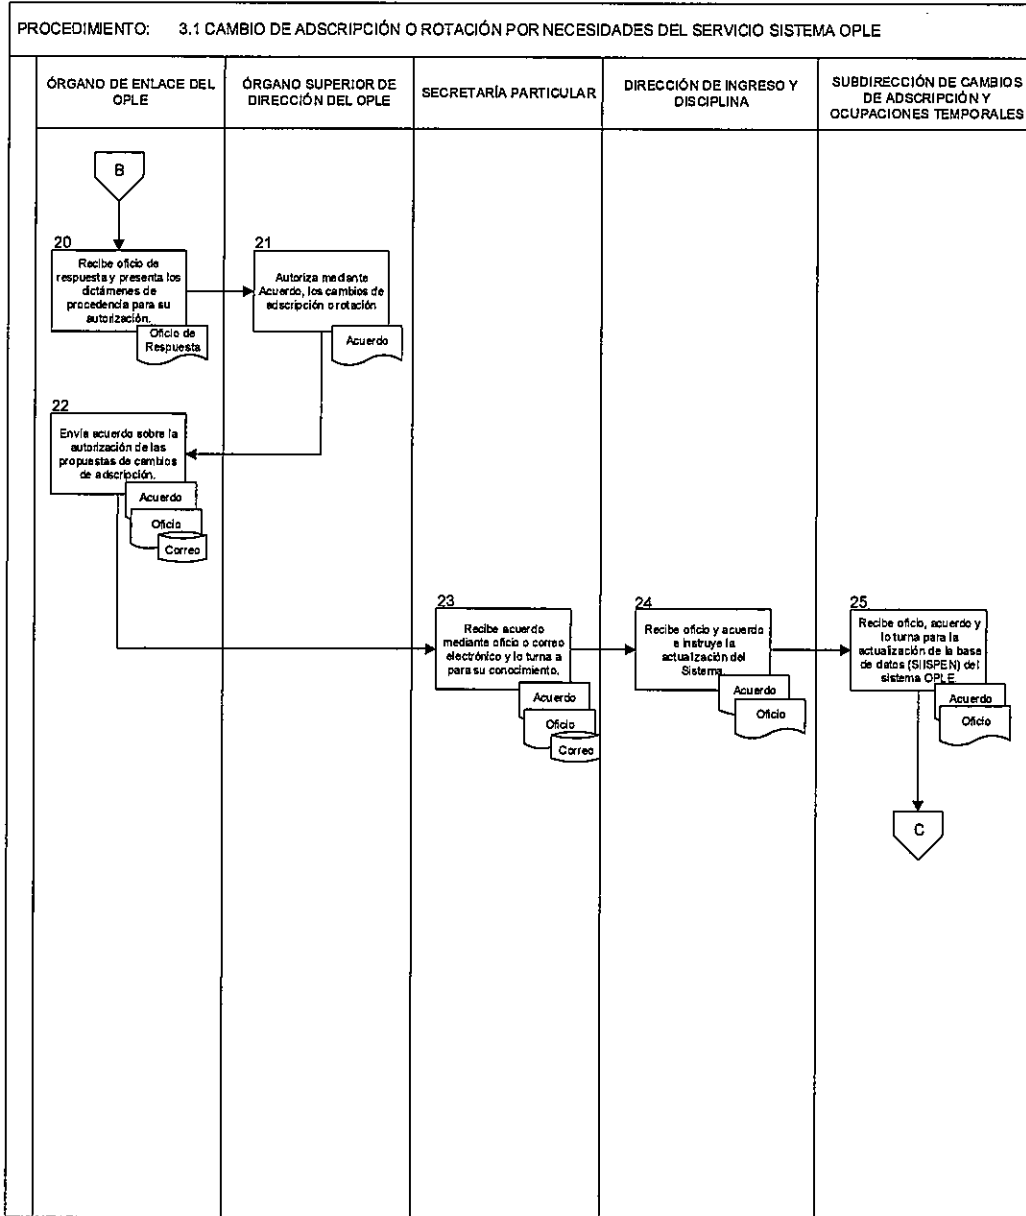 PROCEDIMIENTO: 3.1 CAMBIO DE ADSCRIPCIÓN O ROTACIÓN POR NECESIDADES DEL SERVICIO SISTEMA OPLE
ÓRGANO DE ENLACE DEL
OPLE
ÓRGANO SUPERIOR DE
DIRECCIÓN DEL OPLE
SECRETARÍA PARTICULAR
DIRECCIÓN DE INGRESO Y
DISCIPLINA
SUBDIRECCIÓN DE CAMBIOS
DE ADSCRIPCIÓN Y
OCUPACIONES TEMPORALES
B
20
Recibe oficio de
respuesta y presenta los
dictámenes de
procedencia para su
autorización.
Oficio de
Respuesta
21
Autoriza mediante
Acuerdo, los cambios de
adscripción o rotación
Acuerdo
22
Envía acuerdo sobre la
autorización de las
propuestas de cambios
de adscripción.
Acuerdo
Oficio
Correo
23
Recibe acuerdo
mediante oficio o correo
electrónico y lo turna a
para su conocimiento.
Acuerdo
Oficio
Correo
24
Recibe oficio y acuerdo
e instruye la
actualización del
Sistema.
Acuerdo
Oficio
25
Recibe oficio, acuerdo y
lo turna para la
actualización de la base
de datos (SIISPEN) del
sistema OPLE.
Acuerdo
Oficio
C